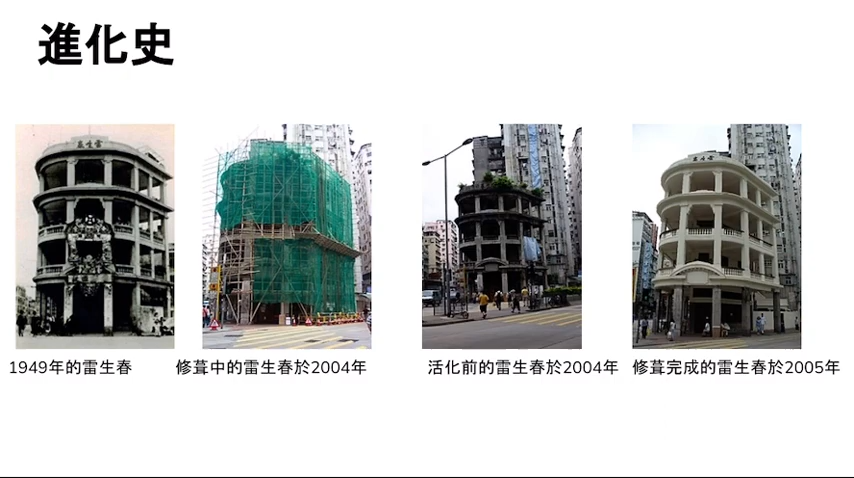 進化史
1949年的雷生春
修葺中的雷生春於2004年
活化前的雷生春於2004年
修葺完成的雷生春於2005年